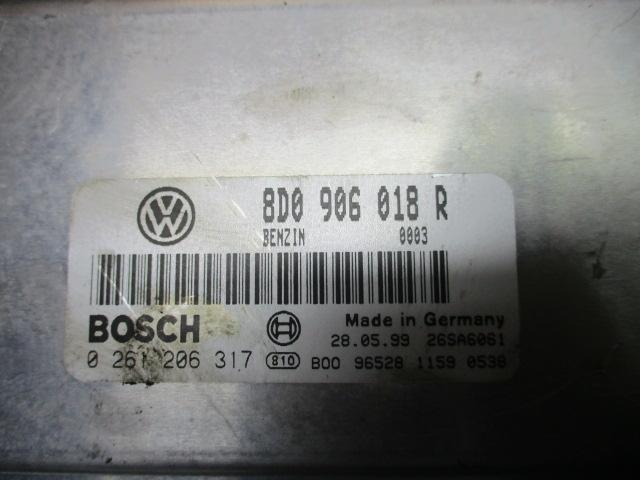 8D0 906 018 R
BENZIN 0003
BOSCH Made in Germany
28.05.99 26SA6061
0 261 206 317 810 B00 96528 1159 0538